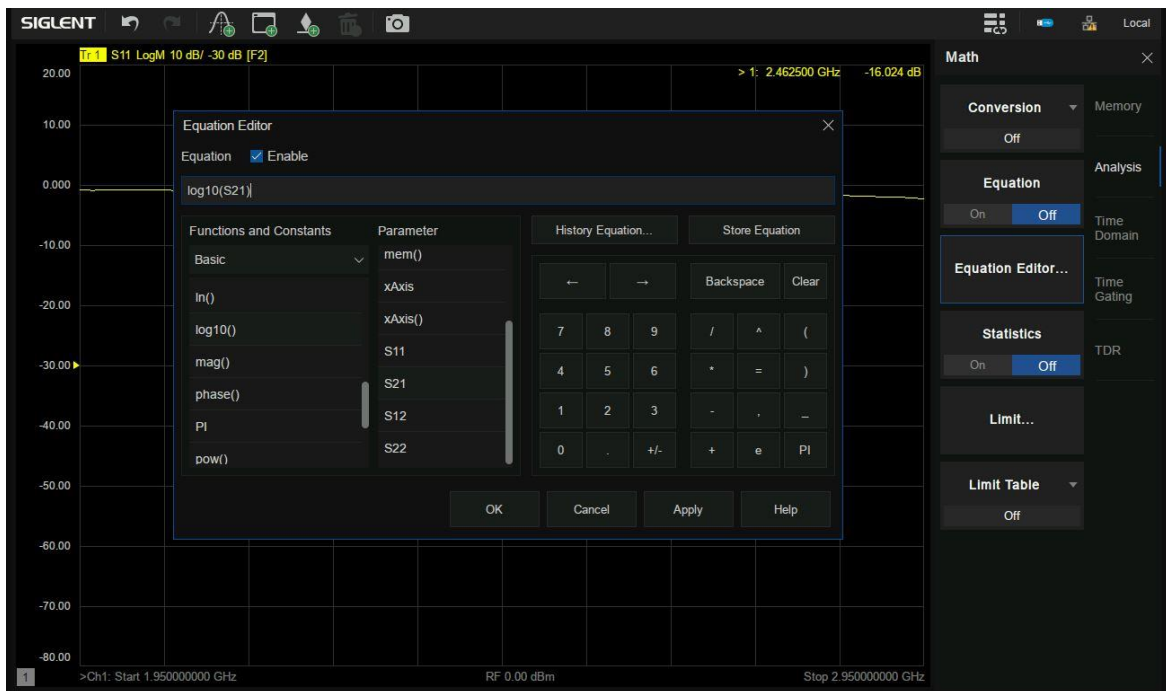 SIGLENT Local
Tr 1 S11 LogM 10 dB/ -30 dB [F2]
> 1: 2.462500 GHz -16.024 dB
20.00
10.00
0.000
-10.00
-20.00
-30.00
-40.00
-50.00
-60.00
-70.00
-80.00
Equation Editor
Equation Enable
log10(S21)
Functions and Constants
Basic
ln()
log10()
mag()
phase()
PI
pow()
Parameter
mem()
xAxis
xAxis()
S11
S21
S12
S22
History Equation... Store Equation
← → Backspace Clear
7 8 9 / ^ (
4 5 6 * = )
1 2 3 - , _
0 . +/- + e PI
OK Cancel Apply Help
1 >Ch1: Start 1.950000000 GHz RF 0.00 dBm Stop 2.950000000 GHz
Math
Conversion
Off
Equation
On Off
Equation Editor...
Statistics
On Off
Limit...
Limit Table
Off
Memory
Analysis
Time
Domain
Time
Gating
TDR